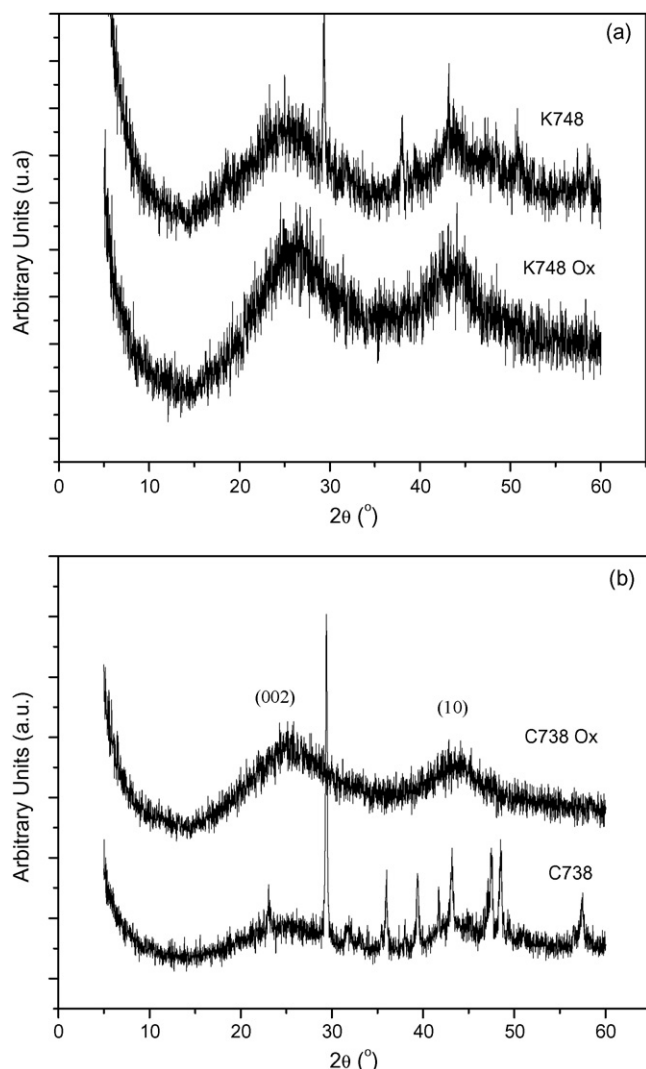 (a)
K748
K748 Ox
Arbitrary Units (u.a)
0 10 20 30 40 50 60
2θ (°)
(b)
(002)
(10)
C738 Ox
C738
Arbitrary Units (a.u.)
0 10 20 30 40 50 60
2θ (°)